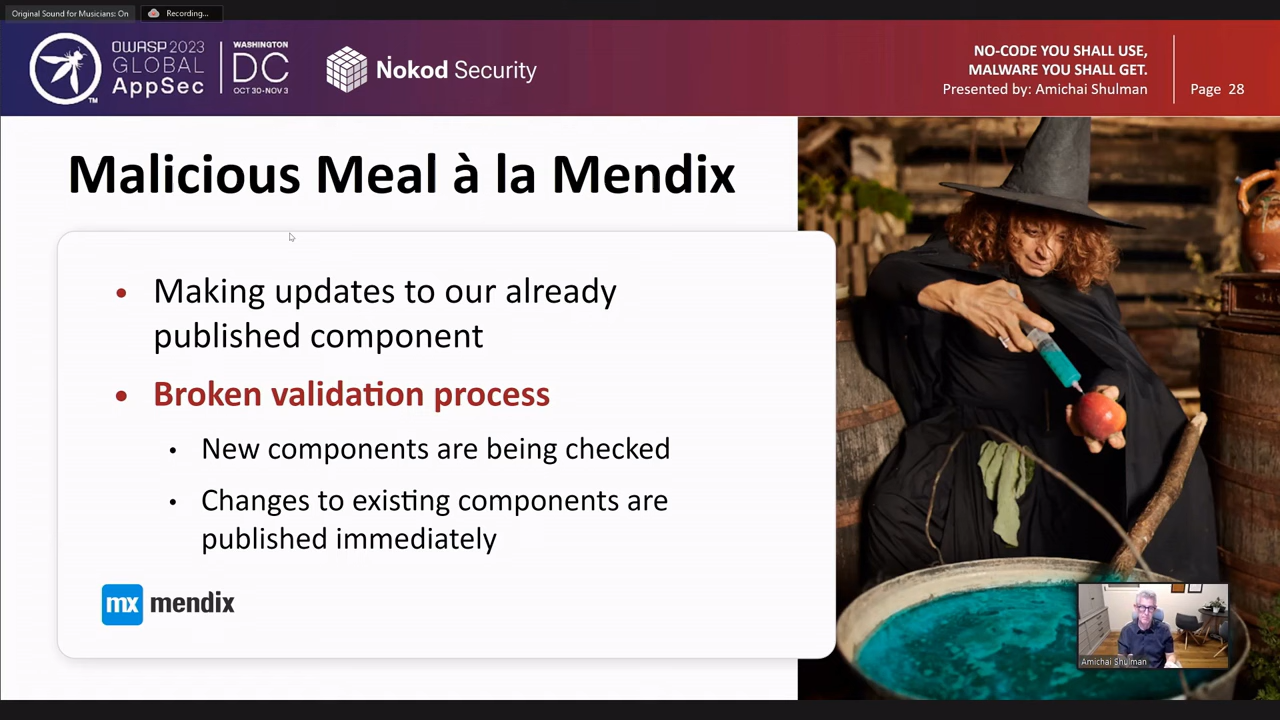 Original Sound for Musicians: On
Recording...
OWASP 2023
GLOBAL
AppSec
TM
WASHINGTON
DC
OCT 30-NOV 3
Nokod Security
NO-CODE YOU SHALL USE,
MALWARE YOU SHALL GET.
Presented by: Amichai Shulman
Page 28
Malicious Meal à la Mendix
• Making updates to our already
published component
• Broken validation process
• New components are being checked
• Changes to existing components are
published immediately
mx mendix
Amichai Shulman